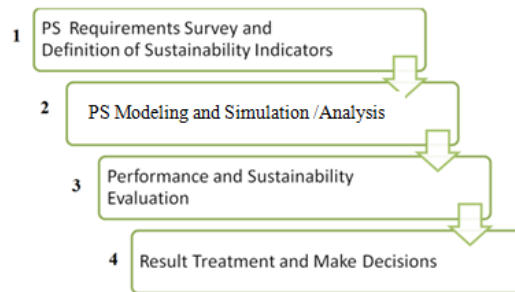 1 PS Requirements Survey and
Definition of Sustainability Indicators
2 PS Modeling and Simulation /Analysis
3 Performance and Sustainability
Evaluation
4 Result Treatment and Make Decisions